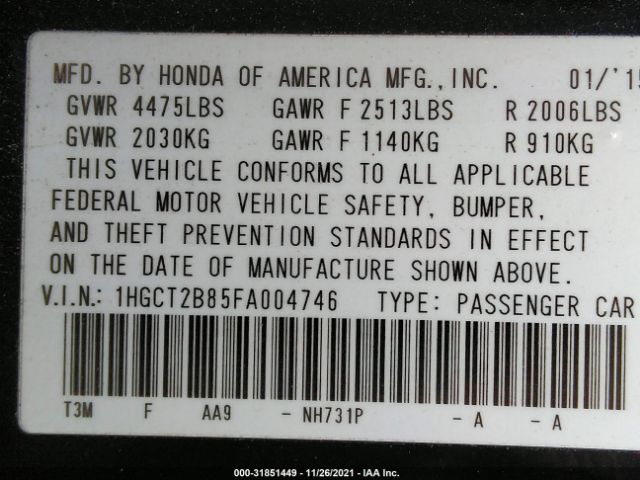 MFD. BY HONDA OF AMERICA MFG., INC. 01/'15
GVWR 4475LBS GAWR F 2513LBS R 2006LBS
GVWR 2030KG GAWR F 1140KG R 910KG
THIS VEHICLE CONFORMS TO ALL APPLICABLE
FEDERAL MOTOR VEHICLE SAFETY, BUMPER,
AND THEFT PREVENTION STANDARDS IN EFFECT
ON THE DATE OF MANUFACTURE SHOWN ABOVE.
V.I.N.: 1HGCT2B85FA004746 TYPE: PASSENGER CAR
T3M F AA9 - NH731P - A - A
000-31851449 - 11/26/2021 - IAA Inc.